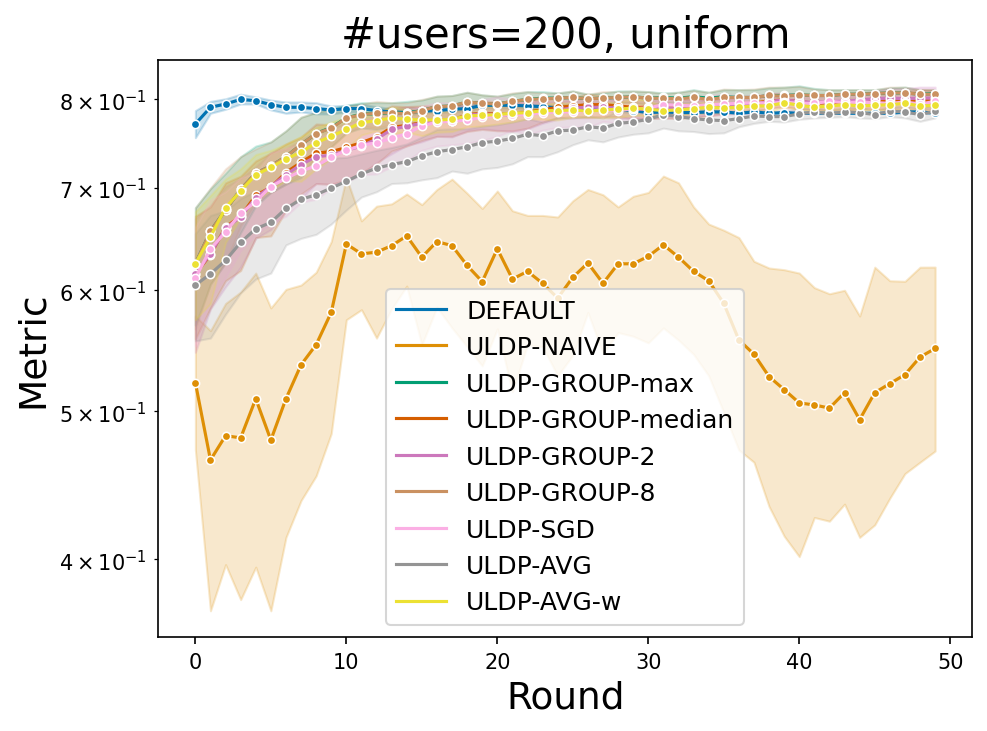 #users=200, uniform
Metric
8 × 10⁻¹
7 × 10⁻¹
6 × 10⁻¹
5 × 10⁻¹
4 × 10⁻¹
DEFAULT
ULDP-NAIVE
ULDP-GROUP-max
ULDP-GROUP-median
ULDP-GROUP-2
ULDP-GROUP-8
ULDP-SGD
ULDP-AVG
ULDP-AVG-w
0 10 20 30 40 50
Round